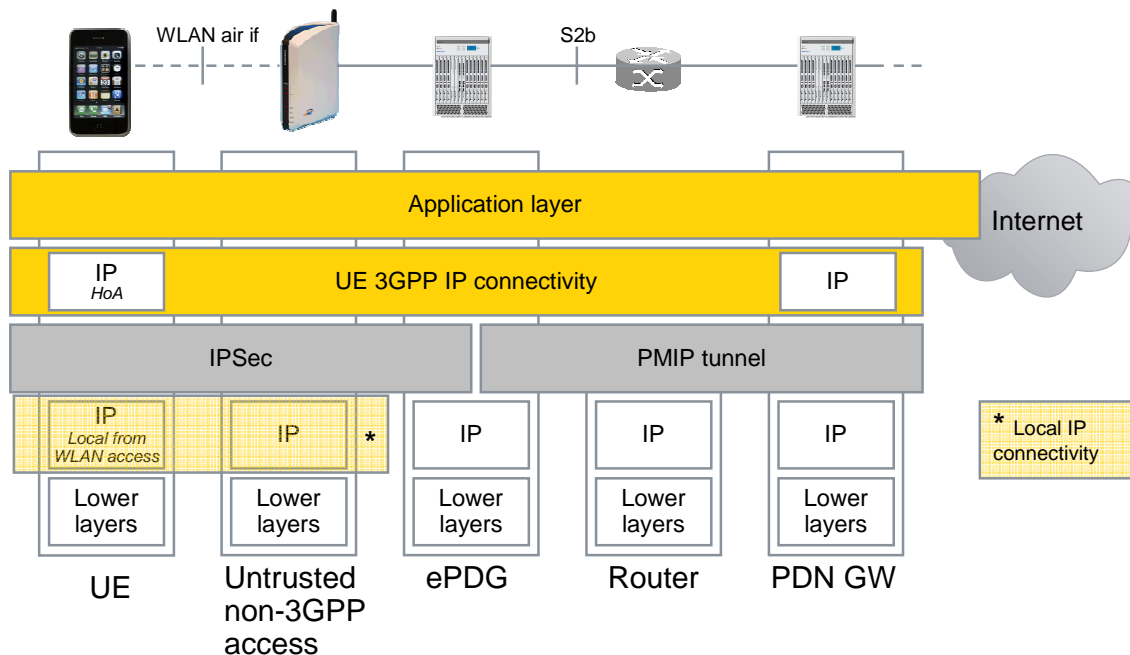 WLAN air if
S2b
Application layer
Internet
IP
HoA
UE 3GPP IP connectivity
IP
IPSec
PMIP tunnel
IP
Local from
WLAN access
IP
*
IP
IP
IP
* Local IP
connectivity
Lower
layers
Lower
layers
Lower
layers
Lower
layers
Lower
layers
UE
Untrusted
non-3GPP
access
ePDG
Router
PDN GW